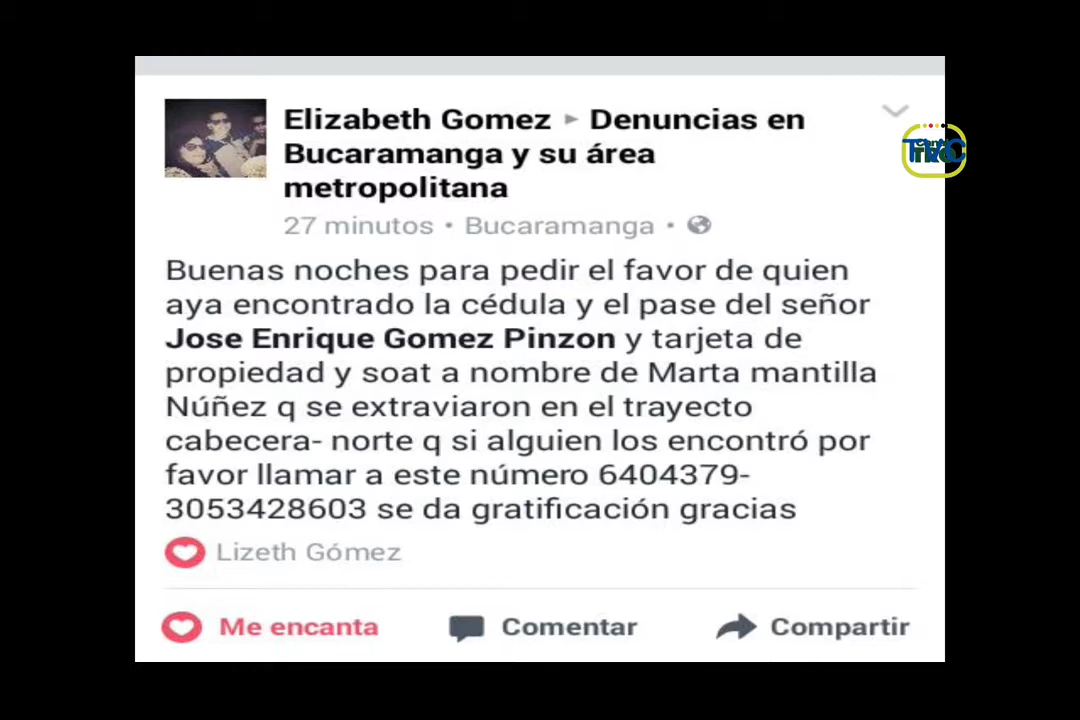 Elizabeth Gomez ▸ Denuncias en
Bucaramanga y su área
metropolitana
27 minutos • Bucaramanga •
Buenas noches para pedir el favor de quien
aya encontrado la cédula y el pase del señor
Jose Enrique Gomez Pinzon y tarjeta de
propiedad y soat a nombre de Marta mantilla
Núñez q se extraviaron en el trayecto
cabecera- norte q si alguien los encontró por
favor llamar a este número 6404379-
3053428603 se da gratificación gracias
Lizeth Gómez
Me encanta Comentar Compartir
TVC